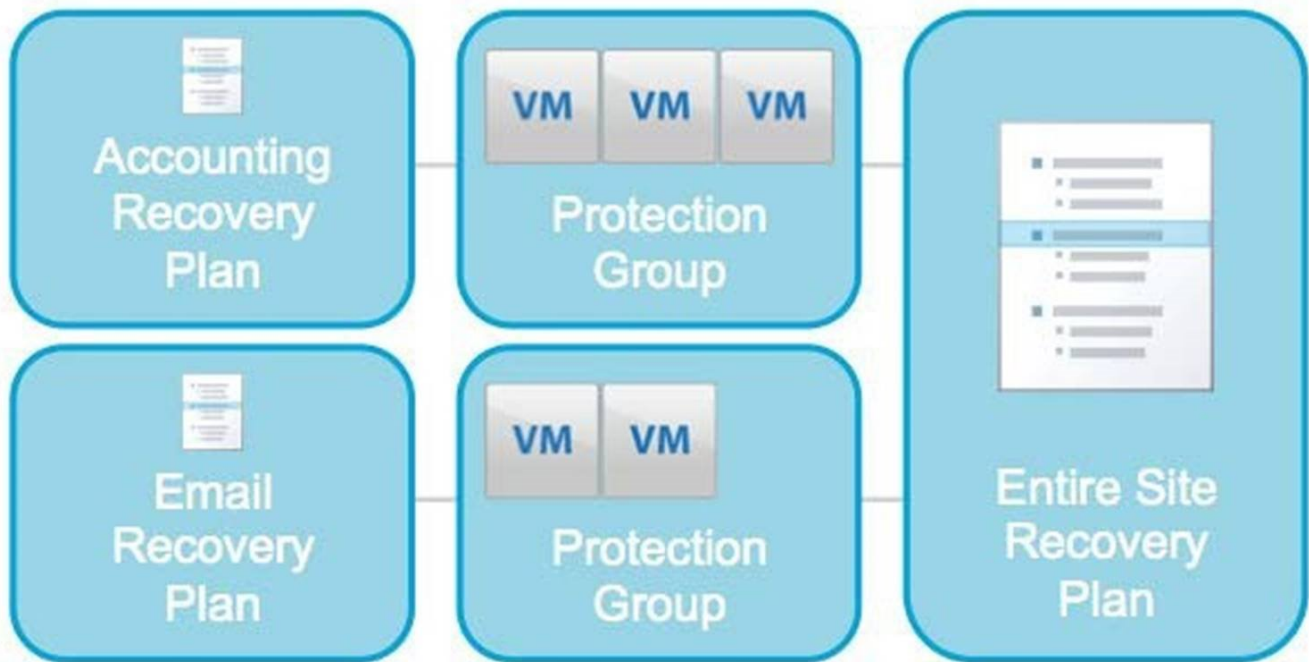 Accounting
Recovery
Plan
VM VM VM
Protection
Group
Email
Recovery
Plan
VM VM
Protection
Group
Entire Site
Recovery
Plan